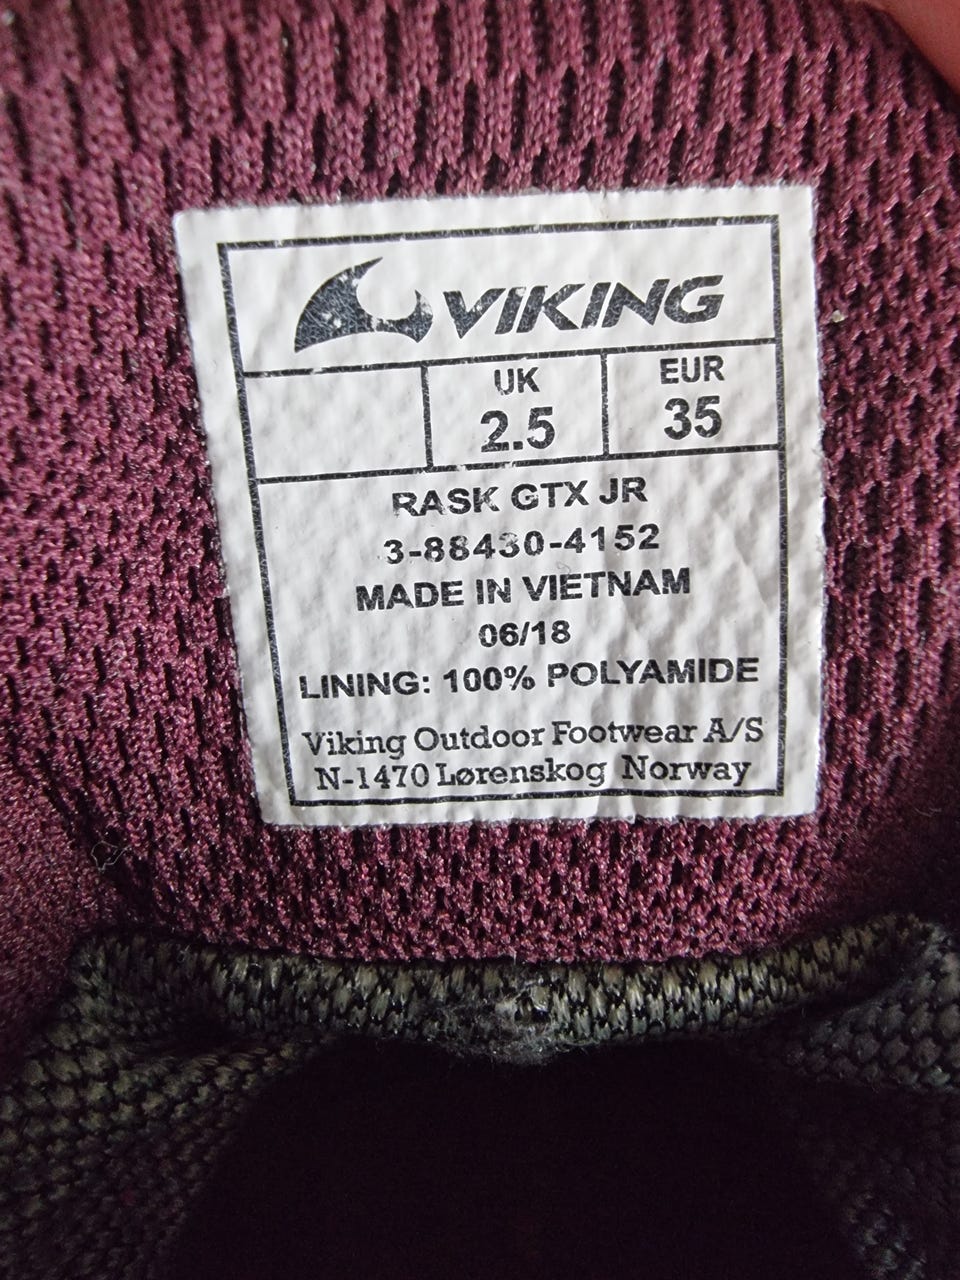 VIKING
UK
2.5
EUR
35
RASK GTX JR
3-88430-4152
MADE IN VIETNAM
06/18
LINING: 100% POLYAMIDE
Viking Outdoor Footwear A/S
N-1470 Lørenskog Norway